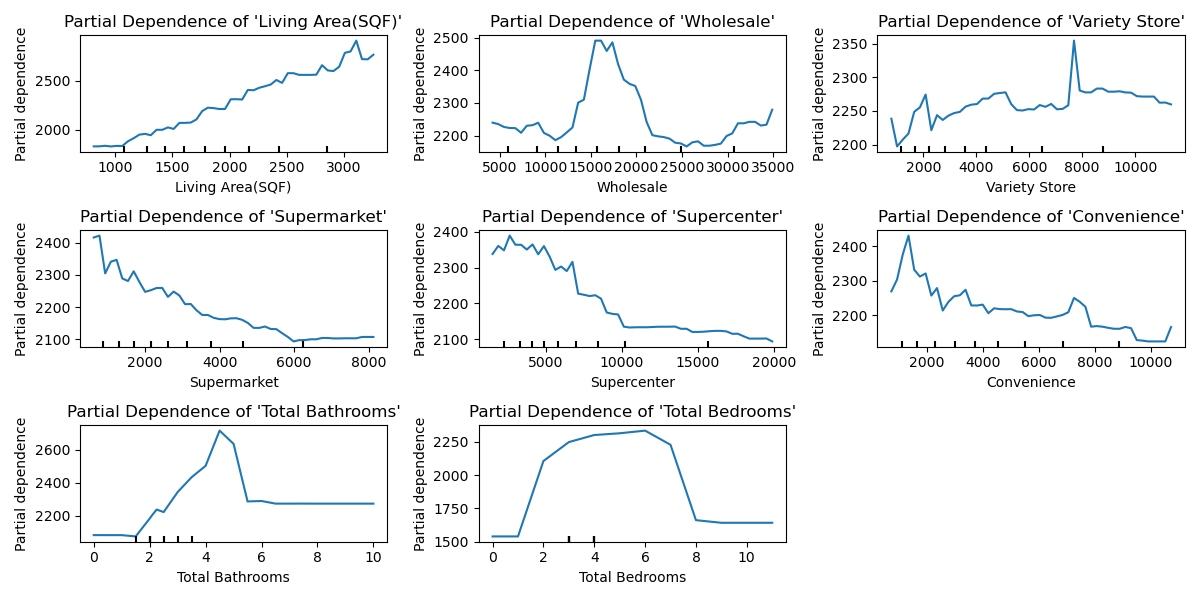 Partial Dependence of 'Living Area(SQF)'
Partial dependence
2500
2000
1000 2000 3000
Living Area(SQF)
Partial Dependence of 'Wholesale'
Partial dependence
2500
2400
2300
2200
5000 10000 15000 20000 25000 30000 35000
Wholesale
Partial Dependence of 'Variety Store'
Partial dependence
2350
2300
2250
2200
2000 4000 6000 8000 10000
Variety Store
Partial Dependence of 'Supermarket'
Partial dependence
2400
2300
2200
2100
2000 4000 6000 8000
Supermarket
Partial Dependence of 'Supercenter'
Partial dependence
2400
2300
2200
2100
5000 10000 15000 20000
Supercenter
Partial Dependence of 'Convenience'
Partial dependence
2400
2300
2200
2000 4000 6000 8000 10000
Convenience
Partial Dependence of 'Total Bathrooms'
Partial dependence
2600
2400
2200
0 2 4 6 8 10
Total Bathrooms
Partial Dependence of 'Total Bedrooms'
Partial dependence
2250
2000
1750
1500
0 2 4 6 8 10
Total Bedrooms